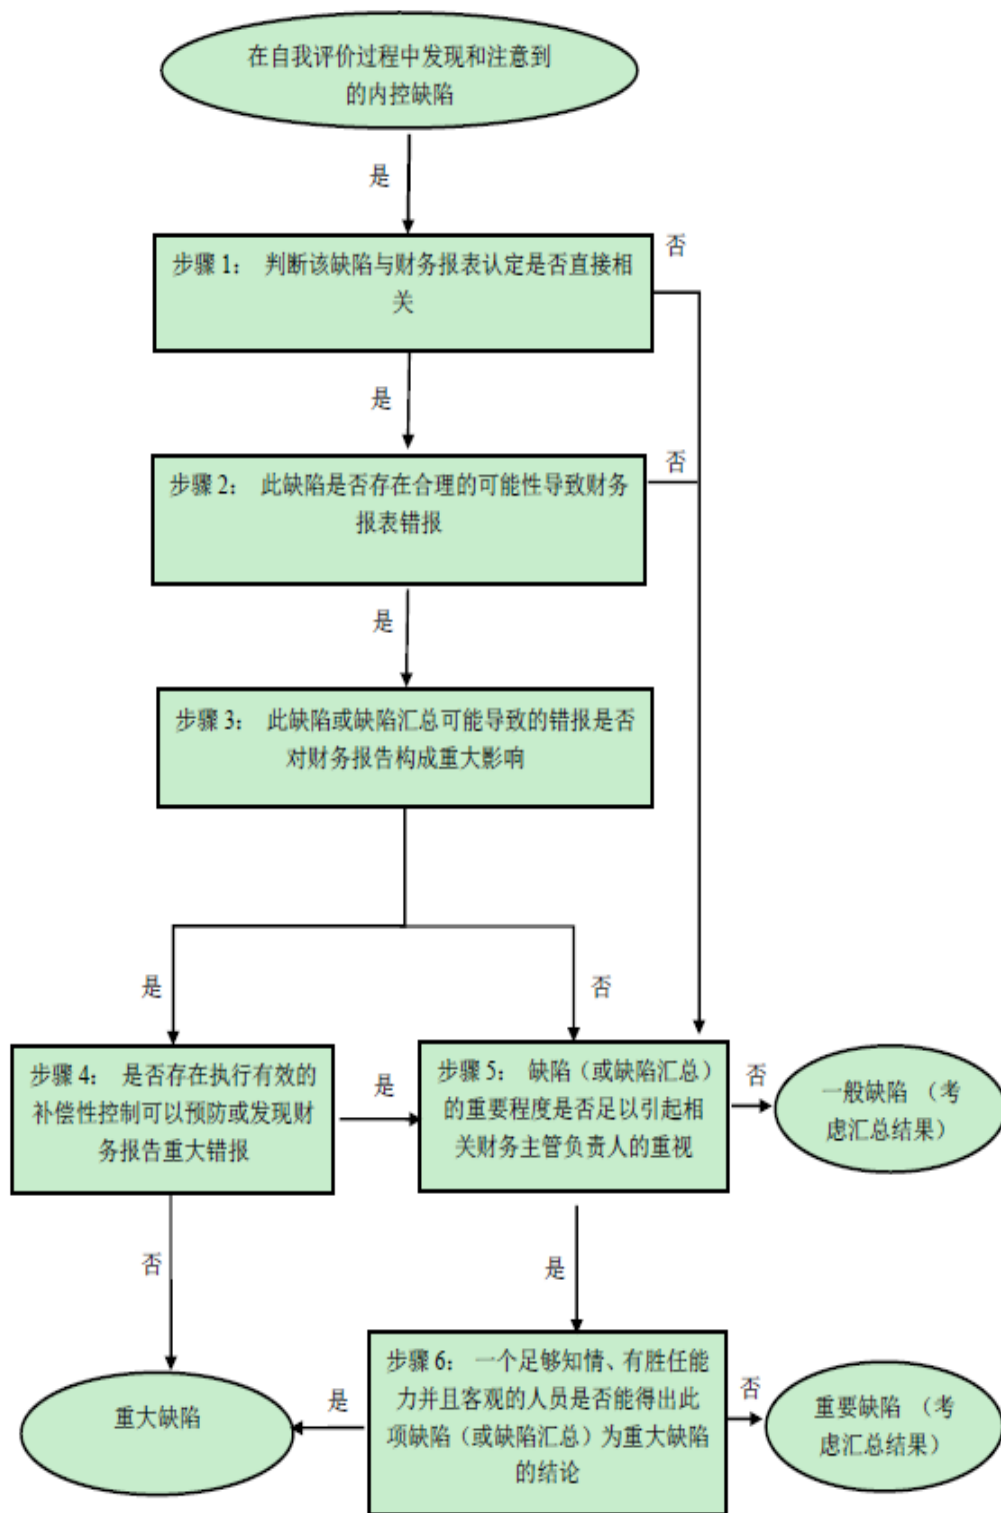 在自我评价过程中发现和注意到
的内控缺陷
是
步骤 1： 判断该缺陷与财务报表认定是否直接相
关
否
是
步骤 2： 此缺陷是否存在合理的可能性导致财务
报表错报
否
是
步骤 3： 此缺陷或缺陷汇总可能导致的错报是否
对财务报告构成重大影响
是
否
步骤 4： 是否存在执行有效的
补偿性控制可以预防或发现财
务报告重大错报
是
步骤 5： 缺陷（或缺陷汇总）
的重要程度是否足以引起相
关财务主管负责人的重视
否
一般缺陷 （考
虑汇总结果）
否
是
步骤 6： 一个足够知情、有胜任能
力并且客观的人员是否能得出此
项缺陷（或缺陷汇总）为重大缺陷
的结论
是
重大缺陷
否
重要缺陷 （考
虑汇总结果）